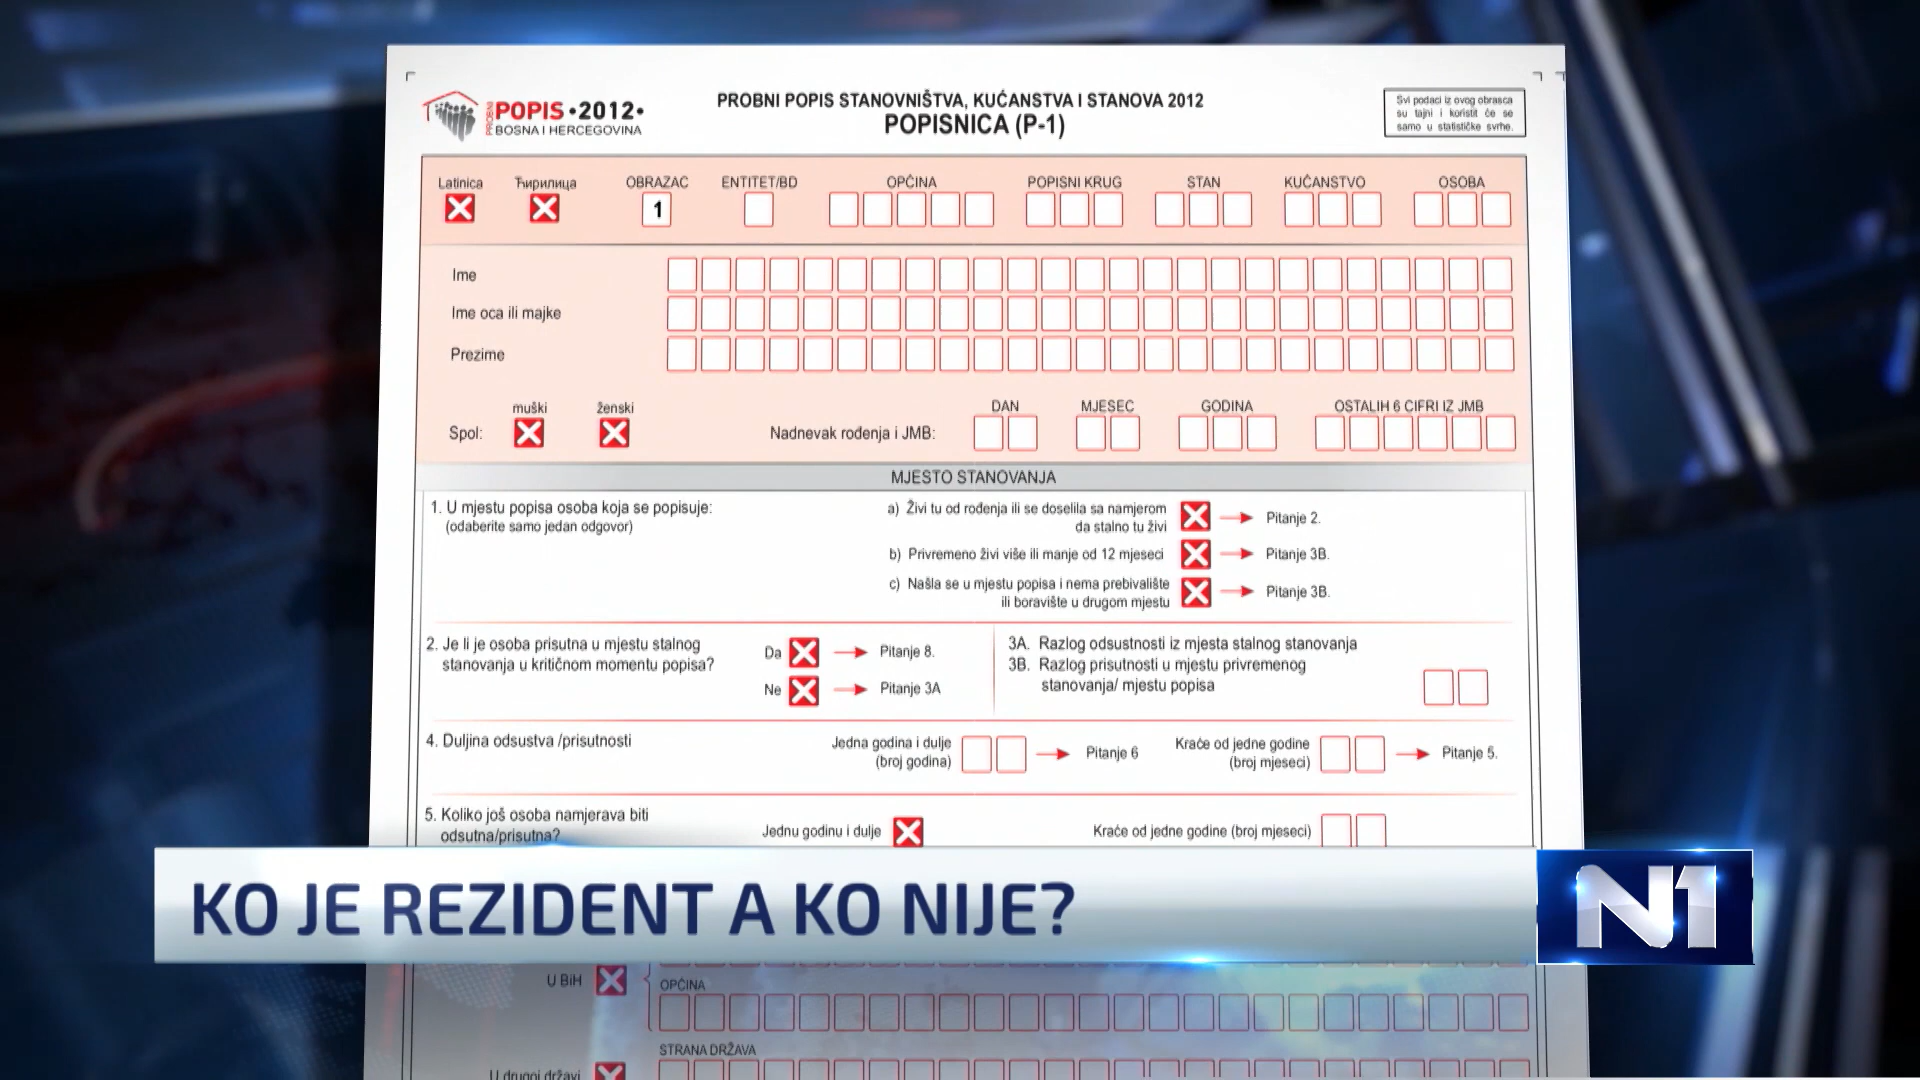 PROBNI POPIS •2012•
BOSNA I HERCEGOVINA
PROBNI POPIS STANOVNIŠTVA, KUĆANSTVA I STANOVA 2012
POPISNICA (P-1)
Svi podaci iz ovog obrasca
su tajni i koristit će se
samo u statističke svrhe.
Latinica Ћирилица OBRAZAC ENTITET/BD OPĆINA POPISNI KRUG STAN KUĆANSTVO OSOBA
1
Ime
Ime oca ili majke
Prezime
muški ženski DAN MJESEC GODINA OSTALIH 6 CIFRI IZ JMB
Spol: Nadnevak rođenja i JMB:
MJESTO STANOVANJA
1. U mjestu popisa osoba koja se popisuje:
(odaberite samo jedan odgovor)
a) Živi tu od rođenja ili se doselila sa namjerom
da stalno tu živi
Pitanje 2.
b) Privremeno živi više ili manje od 12 mjeseci Pitanje 3B.
c) Našla se u mjestu popisa i nema prebivalište
ili boravište u drugom mjestu
Pitanje 3B.
2. Je li je osoba prisutna u mjestu stalnog
stanovanja u kritičnom momentu popisa?
Da Pitanje 8.
Ne Pitanje 3A
3A. Razlog odsustnosti iz mjesta stalnog stanovanja
3B. Razlog prisutnosti u mjestu privremenog
stanovanja/ mjestu popisa
4. Duljina odsustva /prisutnosti
Jedna godina i dulje
(broj godina)
Pitanje 6
Kraće od jedne godine
(broj mjeseci)
Pitanje 5.
5. Koliko još osoba namjerava biti
odsutna/prisutna?
Jednu godinu i dulje
Kraće od jedne godine (broj mjeseci)
KO JE REZIDENT A KO NIJE?
N1
U BiH
OPĆINA
STRANA DRŽAVA
U drugoj državi